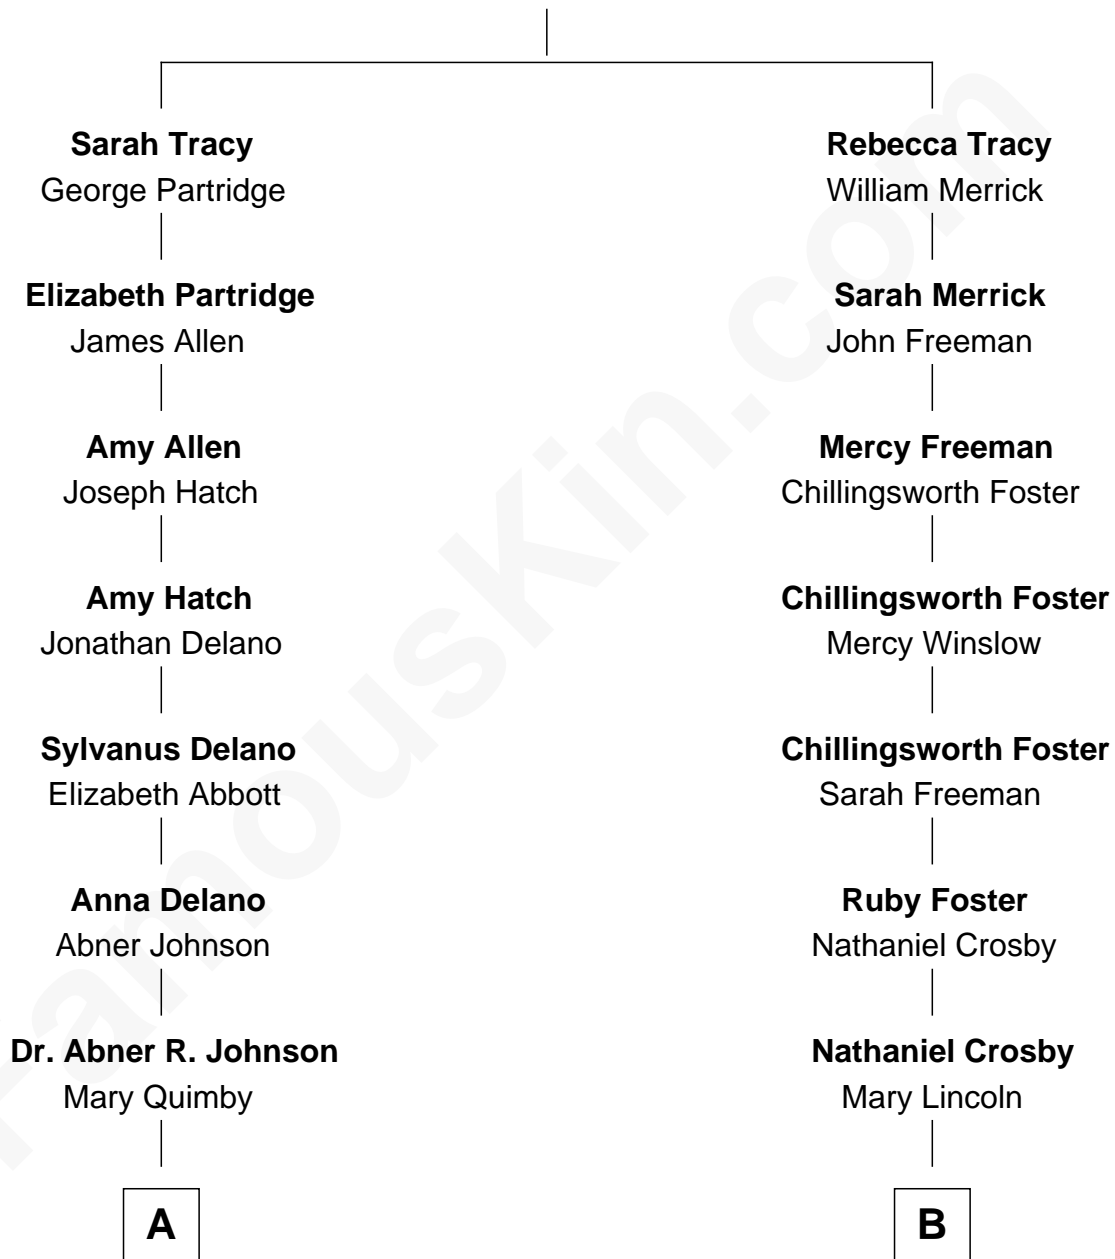 Sarah Tracy
George Partridge
Elizabeth Partridge
James Allen
Amy Allen
Joseph Hatch
Amy Hatch
Jonathan Delano
Sylvanus Delano
Elizabeth Abbott
Anna Delano
Abner Johnson
Dr. Abner R. Johnson
Mary Quimby
A
Rebecca Tracy
William Merrick
Sarah Merrick
John Freeman
Mercy Freeman
Chillingsworth Foster
Chillingsworth Foster
Mercy Winslow
Chillingsworth Foster
Sarah Freeman
Ruby Foster
Nathaniel Crosby
Nathaniel Crosby
Mary Lincoln
B
FamousKin.com